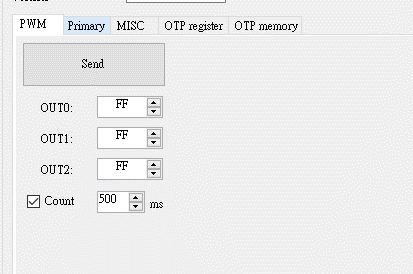 PWM Primary MISC OTP register OTP memory
Send
OUT0: FF
OUT1: FF
OUT2: FF
Count 500 ms